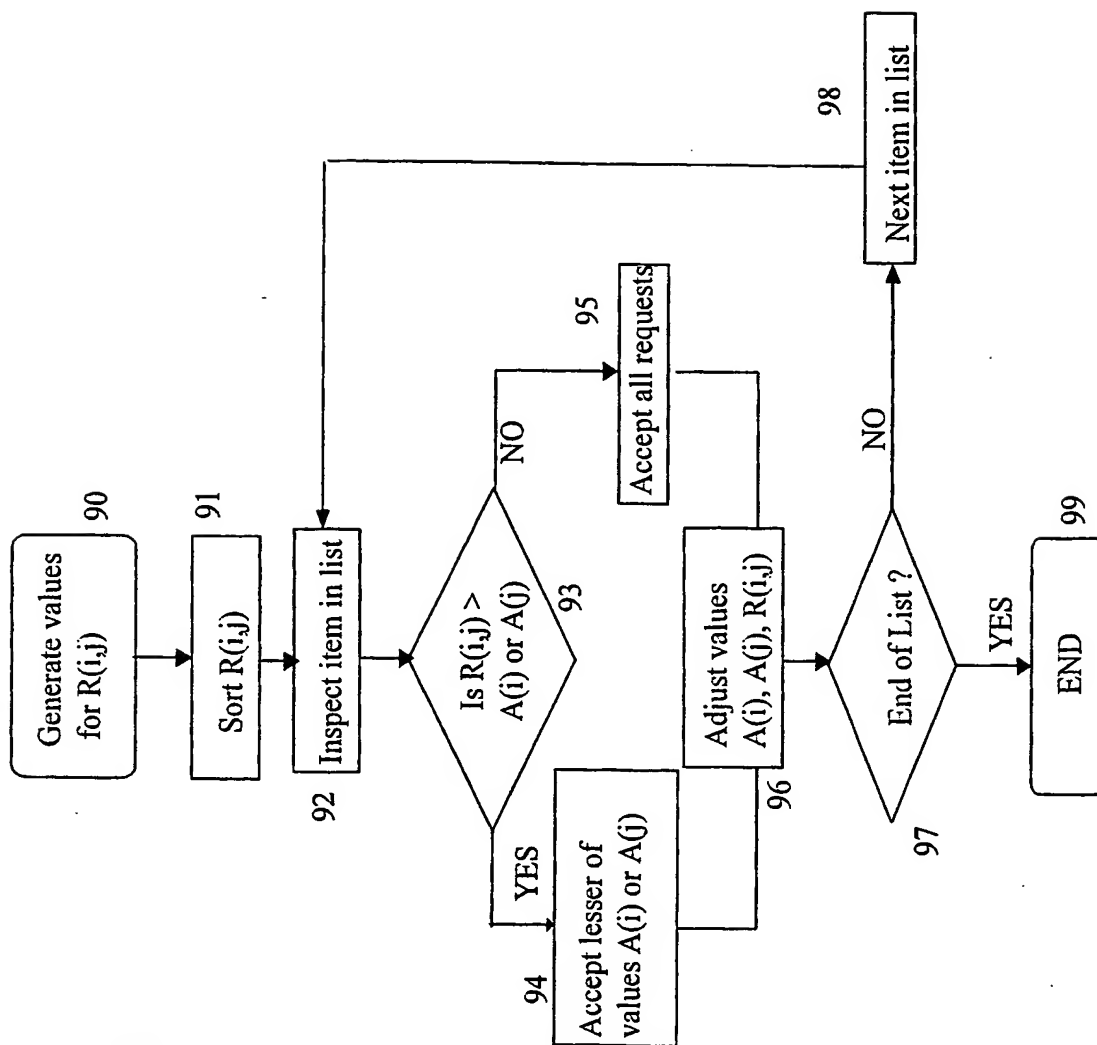 Generate values
for R(i,j)
90
Sort R(i,j)
91
Inspect item in list
92
Is R(i,j) >
A(i) or A(j)
93
YES
NO
94
Accept lesser of
values A(i) or A(j)
95
Accept all requests
Adjust values
A(i), A(j), R(i,j)
96
End of List ?
97
NO
Next item in list
98
YES
END
99